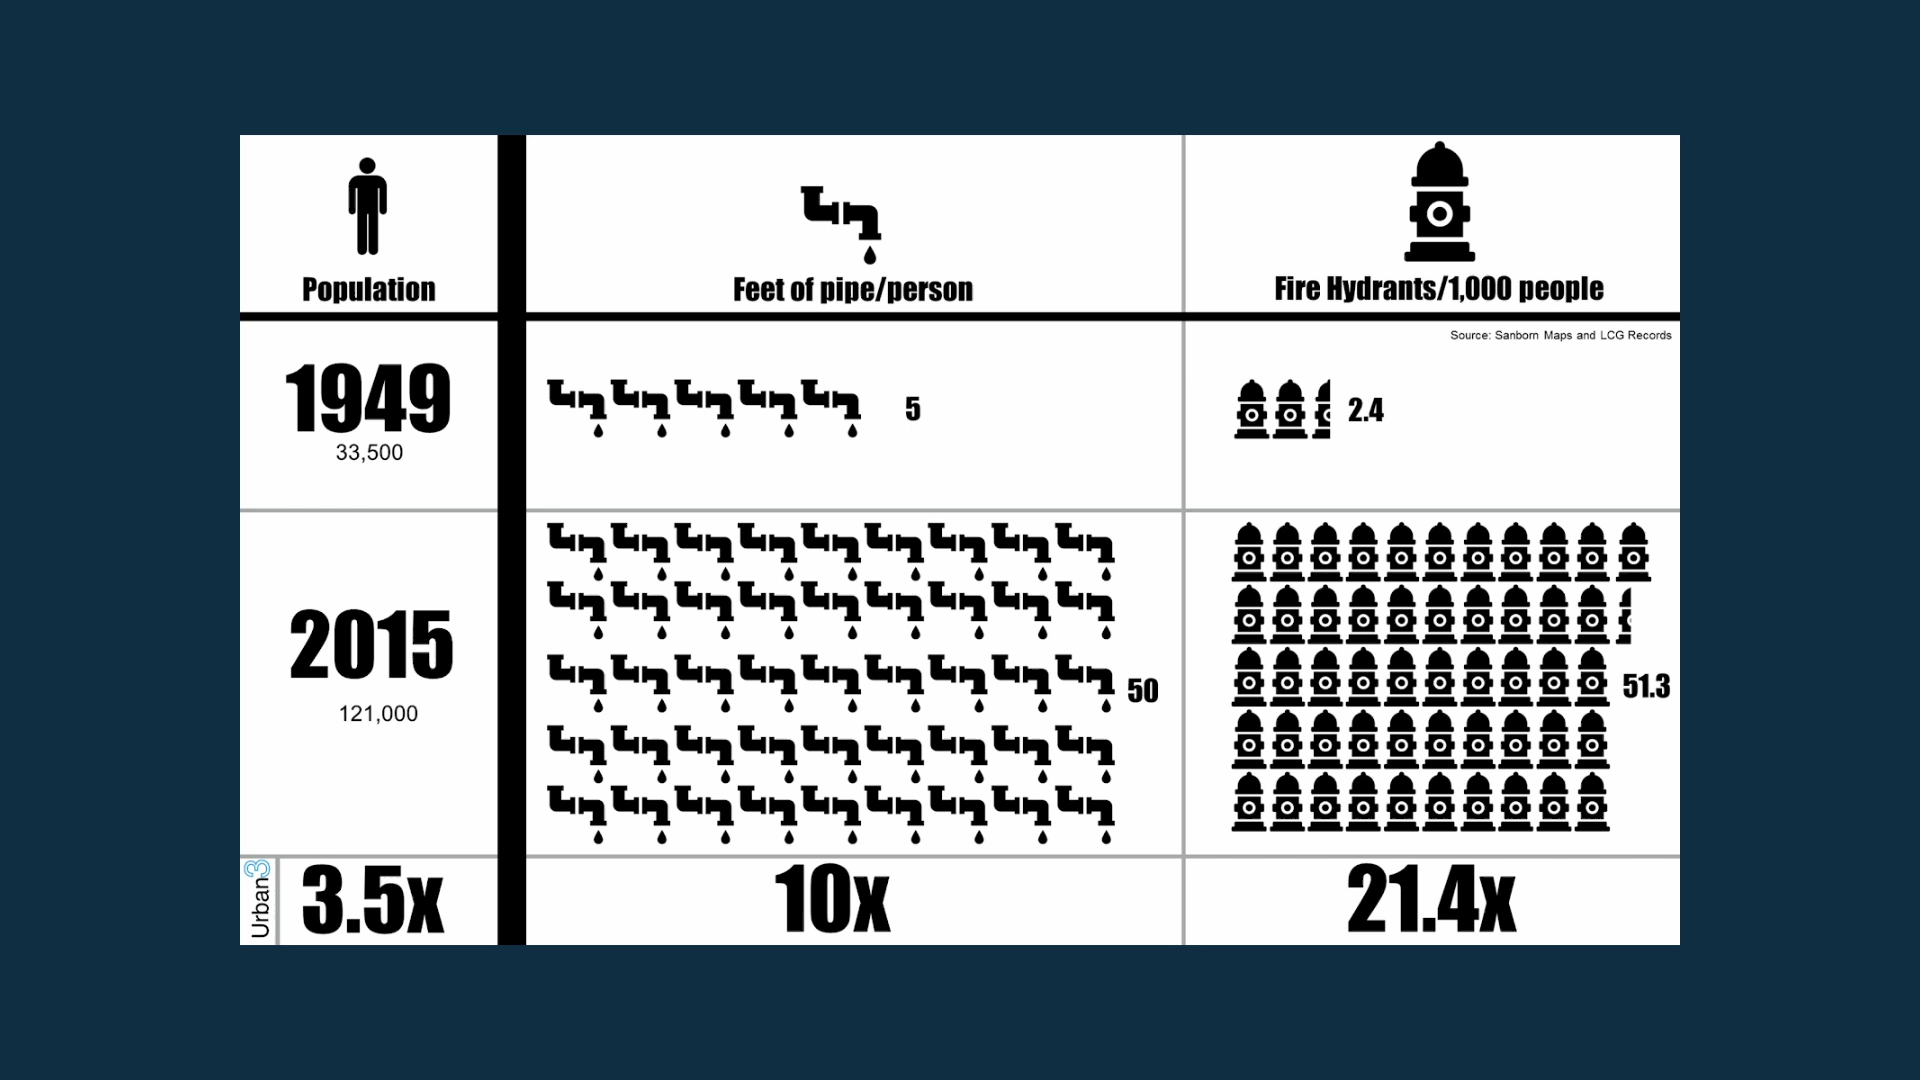 Population
Feet of pipe/person
Fire Hydrants/1,000 people
Source: Sanborn Maps and LCG Records
1949
33,500
5
2.4
2015
121,000
50
51.3
Urban3
3.5x
10x
21.4x